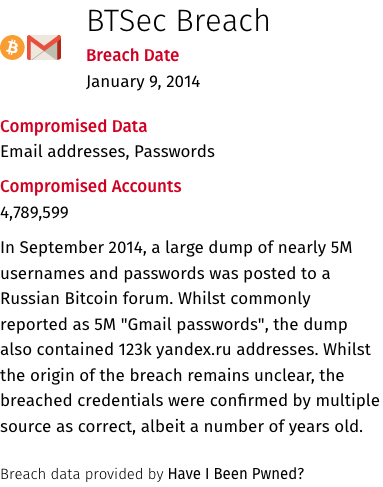 BTSec Breach
Breach Date
January 9, 2014
Compromised Data
Email addresses, Passwords
Compromised Accounts
4,789,599
In September 2014, a large dump of nearly 5M
usernames and passwords was posted to a
Russian Bitcoin forum. Whilst commonly
reported as 5M "Gmail passwords", the dump
also contained 123k yandex.ru addresses. Whilst
the origin of the breach remains unclear, the
breached credentials were confirmed by multiple
source as correct, albeit a number of years old.
Breach data provided by Have I Been Pwned?